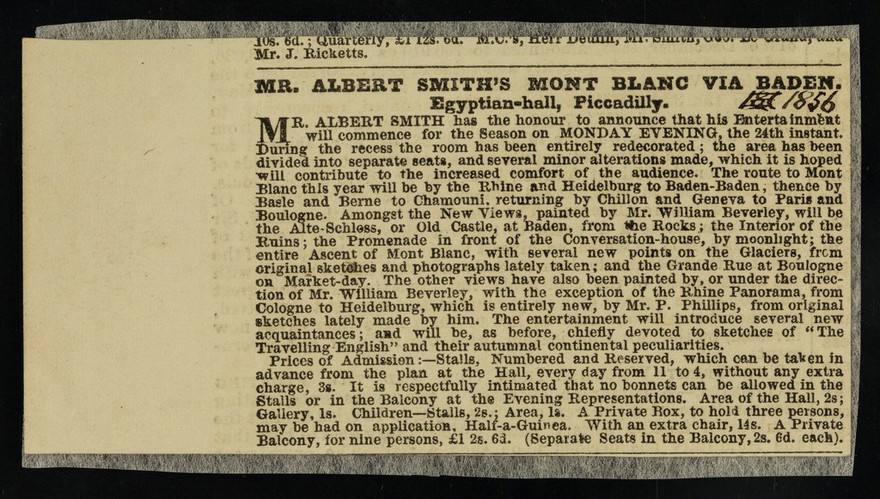 10s. 6d.; Quarterly, £1 12s. 6d. M.C.'s, Herr Deulin, Mr. Smith, Geo. Le Grand, and
Mr. J. Ricketts.
MR. ALBERT SMITH'S MONT BLANC VIA BADEN.
Egyptian-hall, Piccadilly.
1856
MR. ALBERT SMITH has the honour to announce that his Entertainment
will commence for the Season on MONDAY EVENING, the 24th instant.
During the recess the room has been entirely redecorated; the area has been
divided into separate seats, and several minor alterations made, which it is hoped
will contribute to the increased comfort of the audience. The route to Mont
Blanc this year will be by the Rhine and Heidelburg to Baden-Baden, thence by
Basle and Berne to Chamouni, returning by Chillon and Geneva to Paris and
Boulogne. Amongst the New Views, painted by Mr. William Beverley, will be
the Alte-Schloss, or Old Castle, at Baden, from the Rocks; the Interior of the
Ruins; the Promenade in front of the Conversation-house, by moonlight; the
entire Ascent of Mont Blanc, with several new points on the Glaciers, from
original sketches and photographs lately taken; and the Grande Rue at Boulogne
on Market-day. The other views have also been painted by, or under the direc-
tion of Mr. William Beverley, with the exception of the Rhine Panorama, from
Cologne to Heidelburg, which is entirely new, by Mr. P. Phillips, from original
sketches lately made by him. The entertainment will introduce several new
acquaintances; and will be, as before, chiefly devoted to sketches of "The
Travelling English" and their autumnal continental peculiarities.
Prices of Admission:—Stalls, Numbered and Reserved, which can be taken in
advance from the plan at the Hall, every day from 11 to 4, without any extra
charge, 3s. It is respectfully intimated that no bonnets can be allowed in the
Stalls or in the Balcony at the Evening Representations. Area of the Hall, 2s;
Gallery, 1s. Children—Stalls, 2s.; Area, 1s. A Private Box, to hold three persons,
may be had on application, Half-a-Guinea. With an extra chair, 14s. A Private
Balcony, for nine persons, £1 2s. 6d. (Separate Seats in the Balcony, 2s. 6d. each).